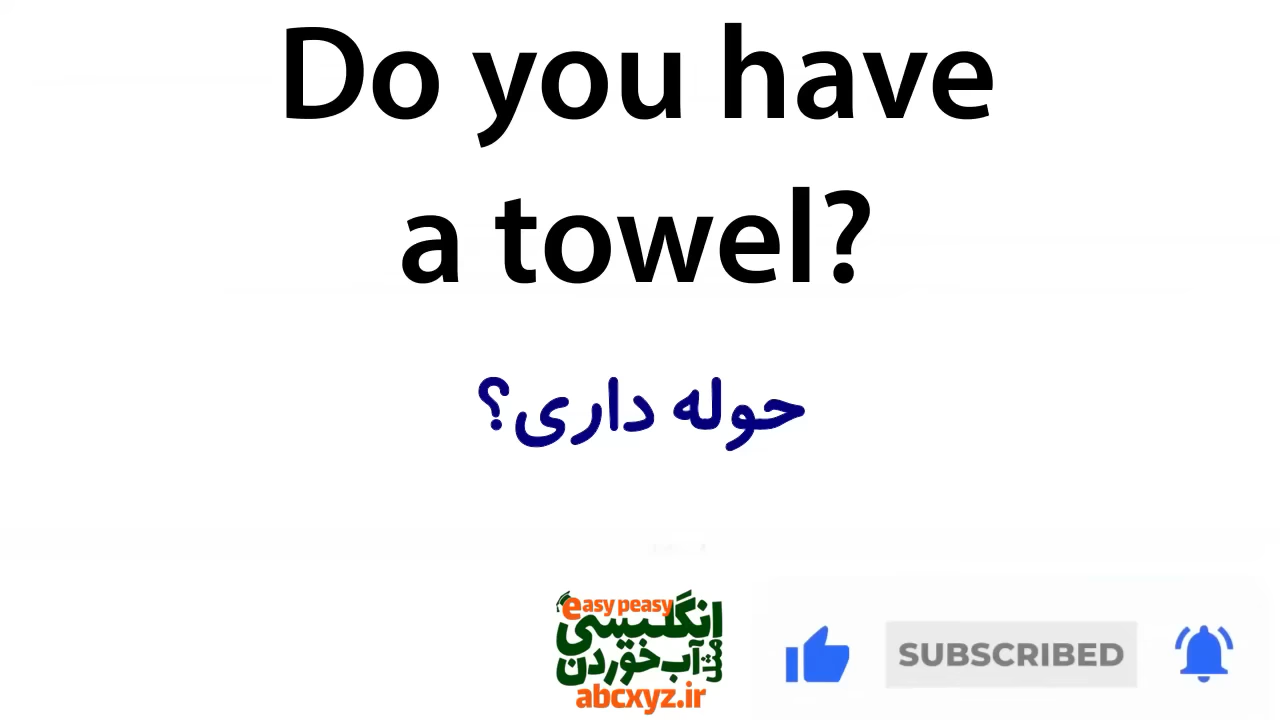 Do you have
a towel?
حوله داری؟
easy peasy
انگلیسی
مثل آب خوردن
abcxyz.ir
SUBSCRIBED